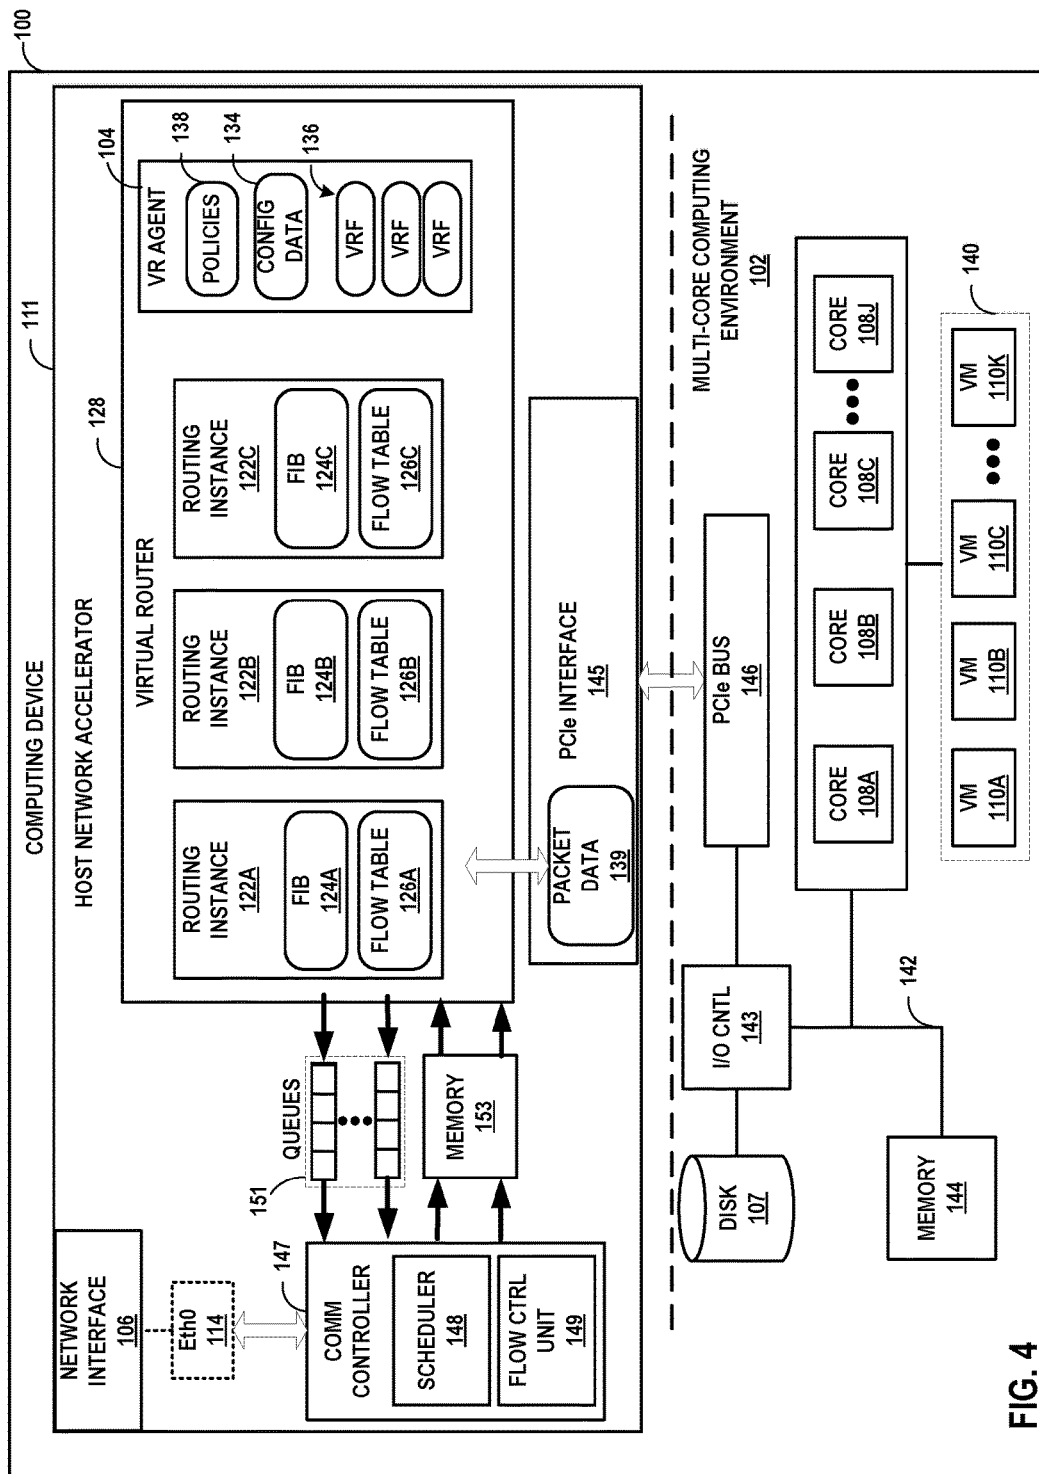 COMPUTING DEVICE
100
HOST NETWORK ACCELERATOR
111
NETWORK
INTERFACE
106
Eth0
114
147
COMM
CONTROLLER
SCHEDULER
148
FLOW CTRL
UNIT
149
151
QUEUES
MEMORY
153
VIRTUAL ROUTER
128
ROUTING
INSTANCE
122A
FIB
124A
FLOW TABLE
126A
ROUTING
INSTANCE
122B
FIB
124B
FLOW TABLE
126B
ROUTING
INSTANCE
122C
FIB
124C
FLOW TABLE
126C
VR AGENT
104
POLICIES
138
CONFIG
DATA
134
136
VRF
VRF
VRF
PACKET
DATA
139
PCIe INTERFACE
145
MULTI-CORE COMPUTING
ENVIRONMENT
102
PCIe BUS
146
DISK
107
I/O CNTL
143
142
MEMORY
144
CORE
108A
CORE
108B
CORE
108C
CORE
108J
140
VM
110A
VM
110B
VM
110C
VM
110K
FIG. 4